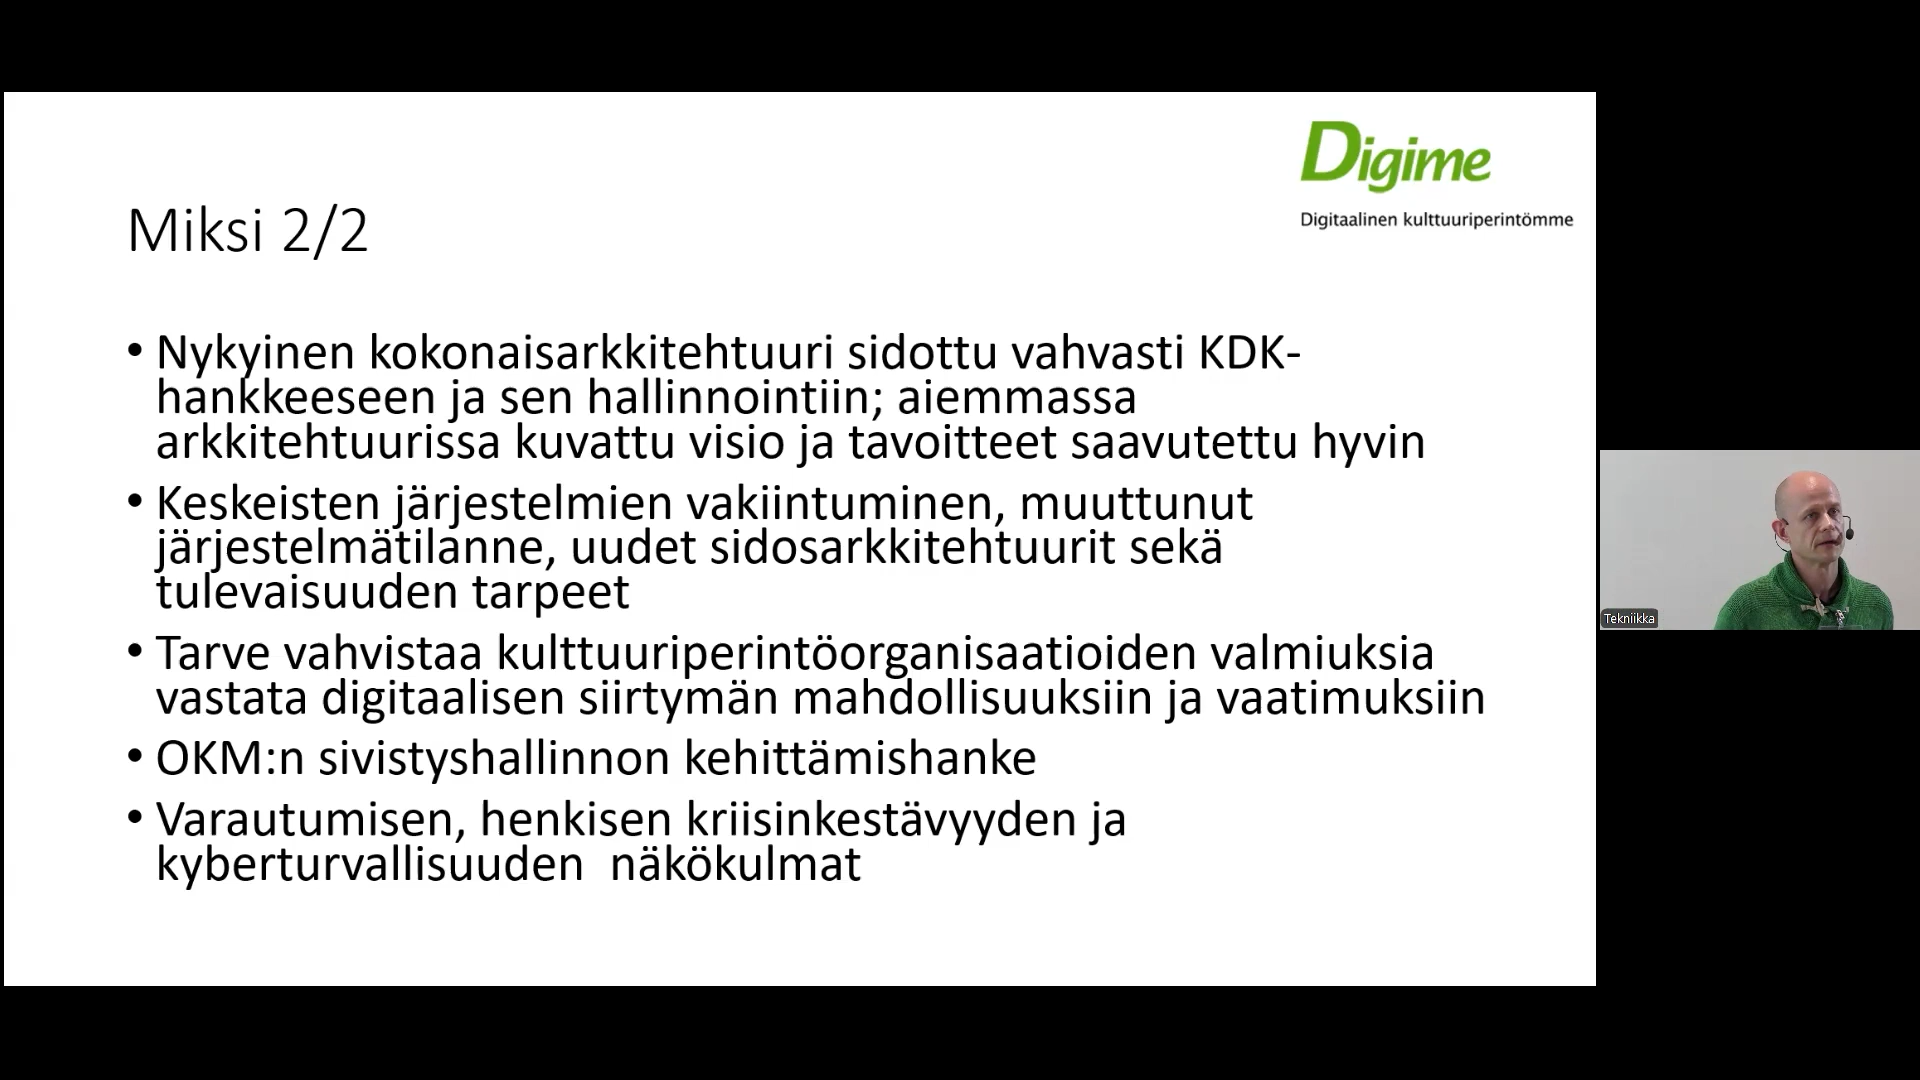 Digime
Digitaalinen kulttuuriperintömme
Miksi 2/2
• Nykyinen kokonaisarkkitehtuuri sidottu vahvasti KDK-
hankkeeseen ja sen hallinnointiin; aiemmassa
arkkitehtuurissa kuvattu visio ja tavoitteet saavutettu hyvin
• Keskeisten järjestelmien vakiintuminen, muuttunut
järjestelmätilanne, uudet sidosarkkitehtuurit sekä
tulevaisuuden tarpeet
• Tarve vahvistaa kulttuuriperintöorganisaatioiden valmiuksia
vastata digitaalisen siirtymän mahdollisuuksiin ja vaatimuksiin
• OKM:n sivistyshallinnon kehittämishanke
• Varautumisen, henkisen kriisinkestävyyden ja
kyberturvallisuuden  näkökulmat
Tekniikka